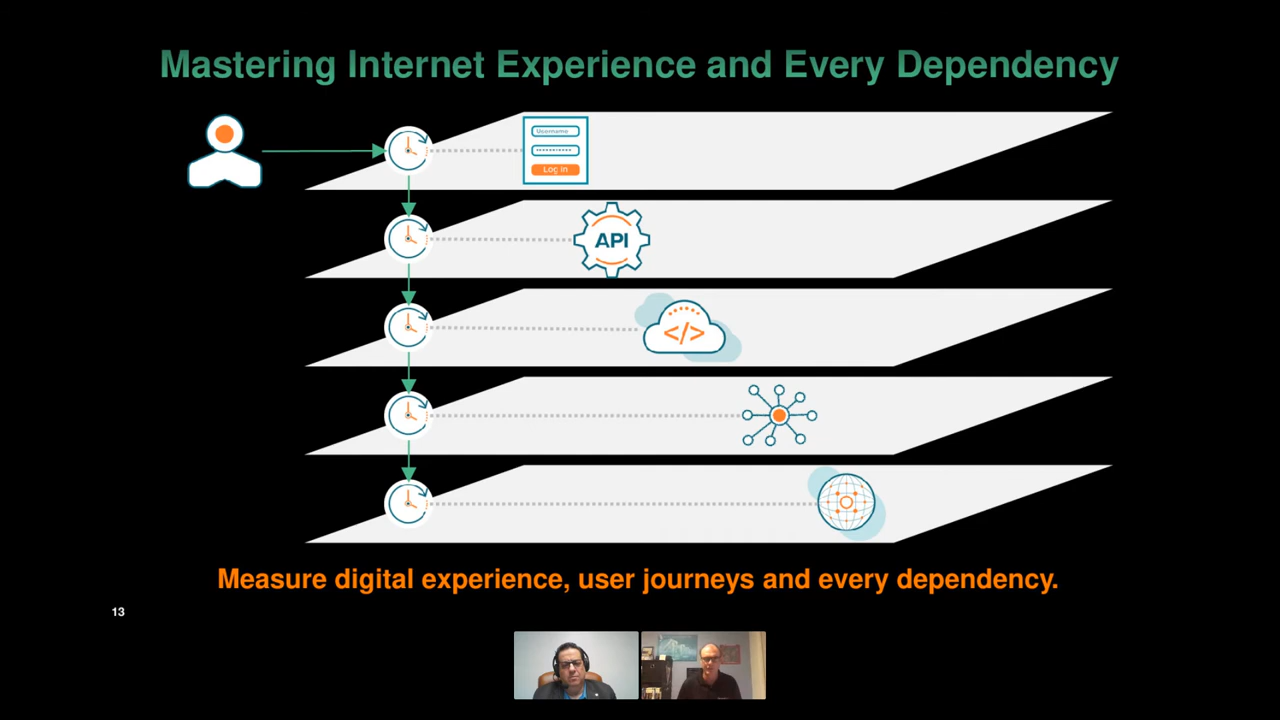 Mastering Internet Experience and Every Dependency
Username
Log in
API
</>
Measure digital experience, user journeys and every dependency.
13